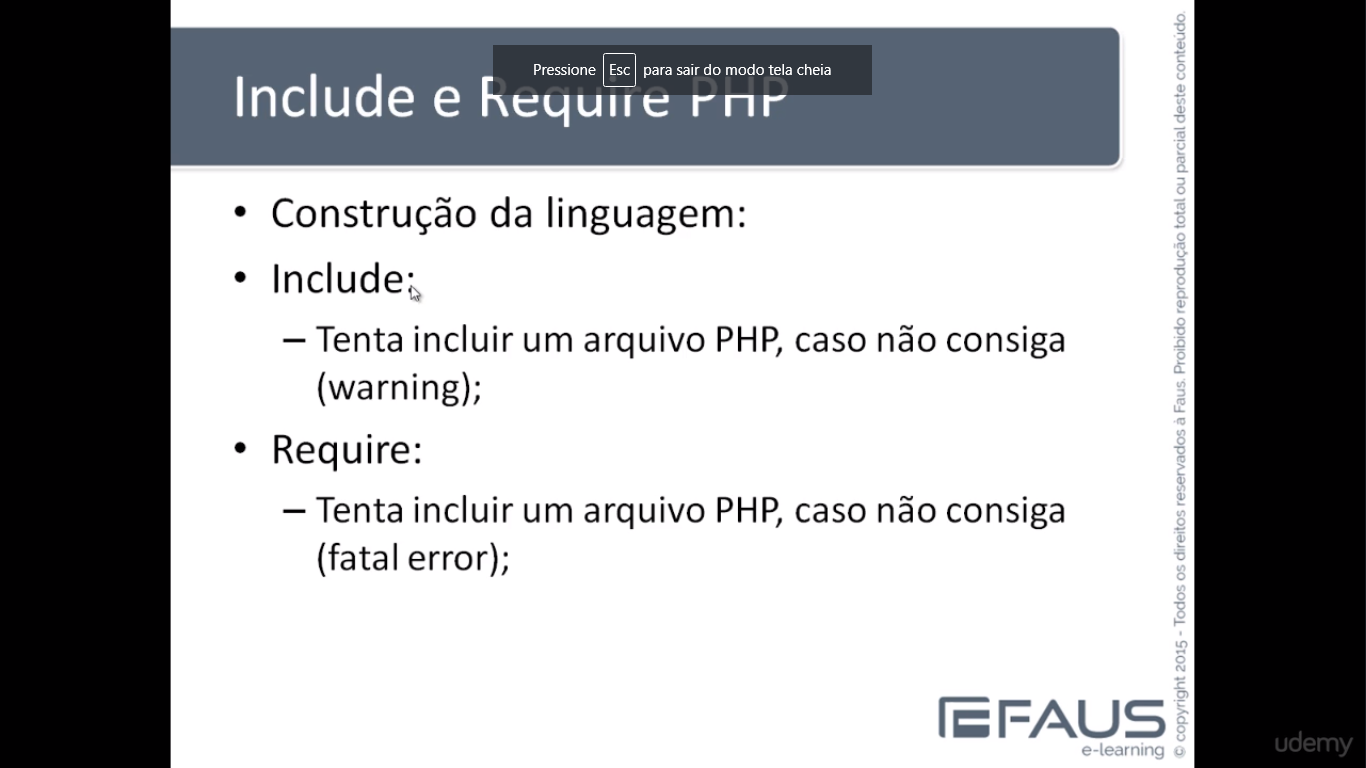 Pressione Esc para sair do modo tela cheia
Include e Require PHP
• Construção da linguagem:
• Include:
– Tenta incluir um arquivo PHP, caso não consiga
(warning);
• Require:
– Tenta incluir um arquivo PHP, caso não consiga
(fatal error);
FAUS
e-learning
© copyright 2015 - Todos os direitos reservados à Faus. Proibido reprodução total ou parcial deste conteúdo.
udemy